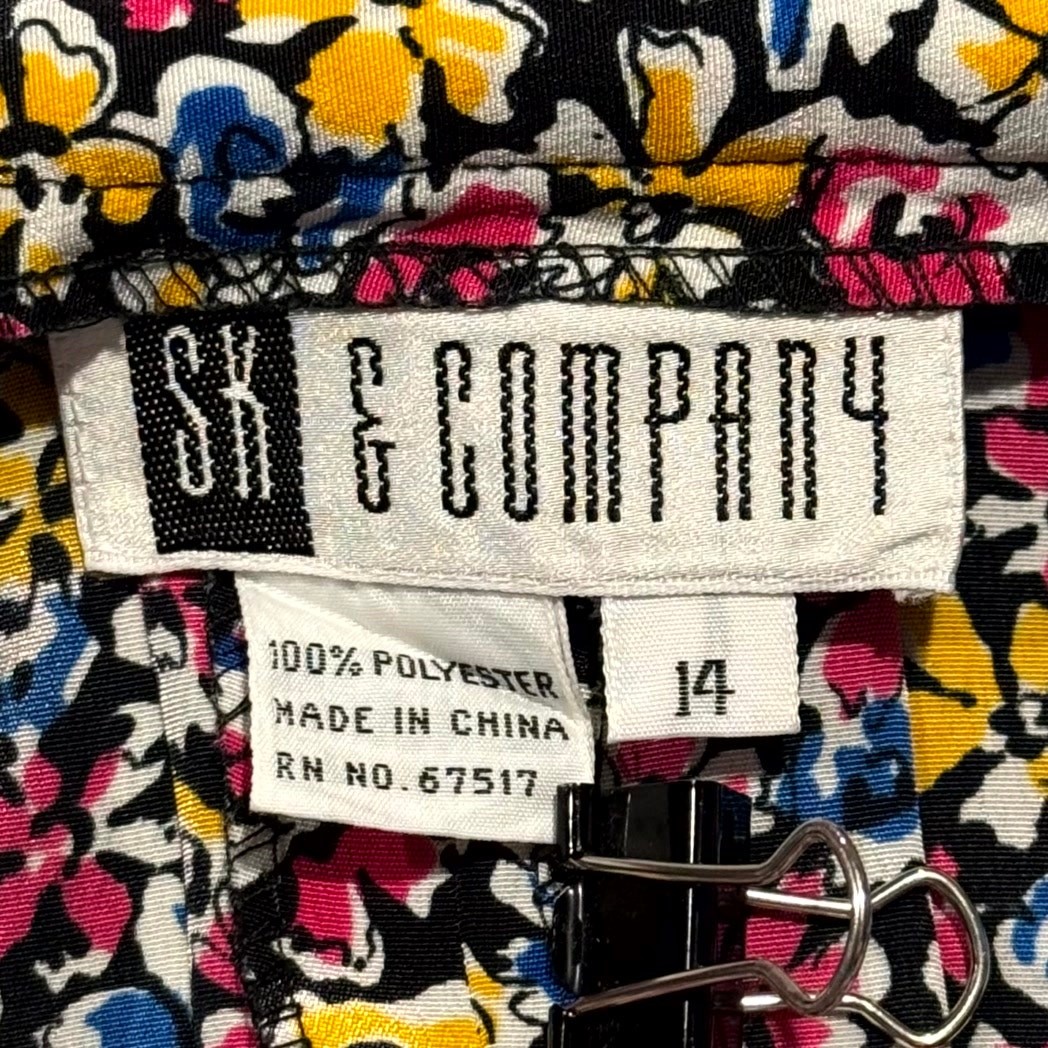 SK & COMPANY
100% POLYESTER
MADE IN CHINA
RN NO. 67517
14